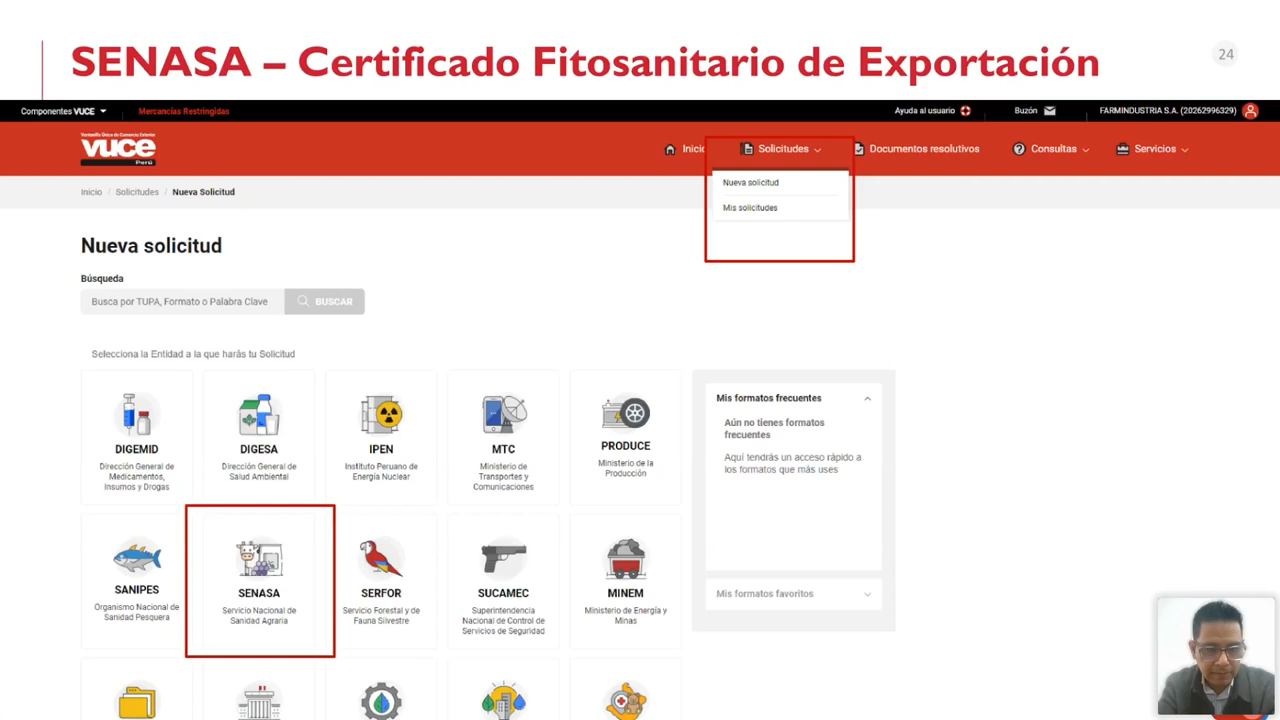 SENASA – Certificado Fitosanitario de Exportación
24
Componentes VUCE
Mercancías Restringidas
Ayuda al usuario
Buzón
FARMINDUSTRIA S.A. (20262996329)
Ventanilla Única de Comercio Exterior
vuce
Perú
Inicio
Solicitudes
Documentos resolutivos
Consultas
Servicios
Nueva solicitud
Mis solicitudes
Inicio / Solicitudes / Nueva Solicitud
Nueva solicitud
Búsqueda
Busca por TUPA, Formato o Palabra Clave
BUSCAR
Selecciona la Entidad a la que harás tu Solicitud
DIGEMID
Dirección General de
Medicamentos,
Insumos y Drogas
DIGESA
Dirección General de
Salud Ambiental
IPEN
Instituto Peruano de
Energía Nuclear
MTC
Ministerio de
Transportes y
Comunicaciones
PRODUCE
Ministerio de la
Producción
SANIPES
Organismo Nacional de
Sanidad Pesquera
SENASA
Servicio Nacional de
Sanidad Agraria
SERFOR
Servicio Forestal y de
Fauna Silvestre
SUCAMEC
Superintendencia
Nacional de Control de
Servicios de Seguridad
MINEM
Ministerio de Energía y
Minas
Mis formatos frecuentes
Aún no tienes formatos
frecuentes
Aquí tendrás un acceso rápido a
los formatos que más uses
Mis formatos favoritos